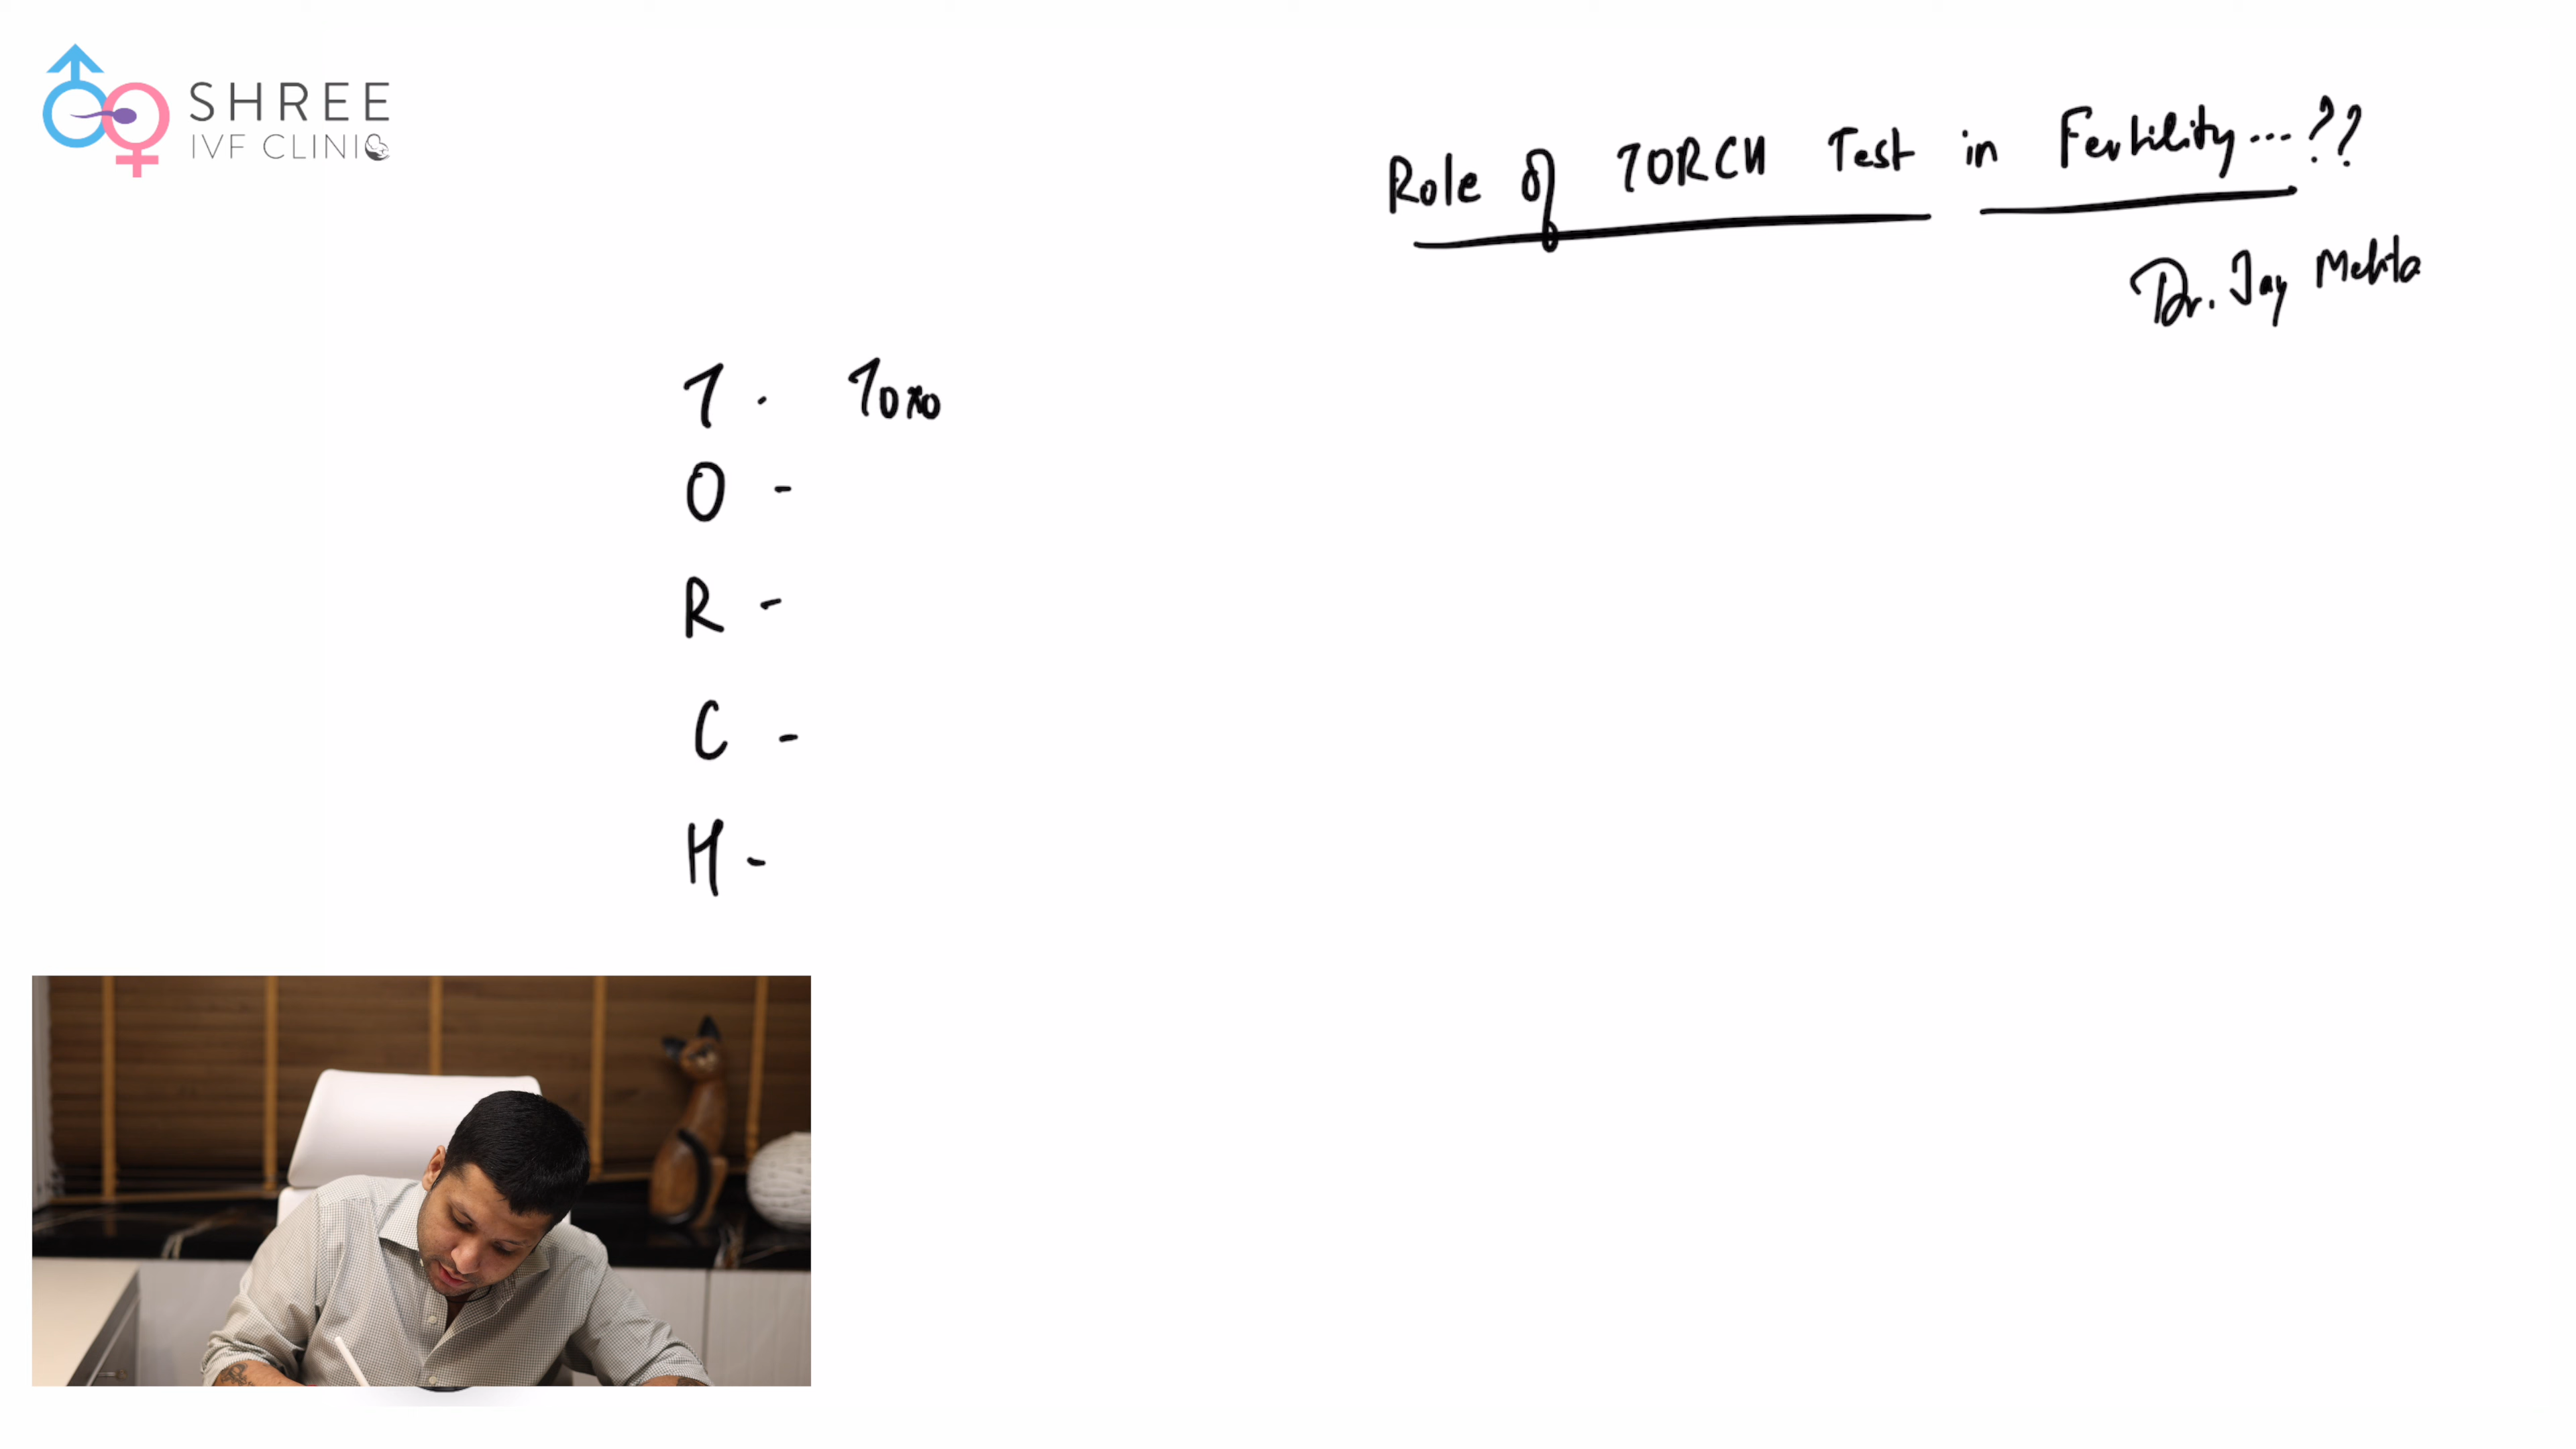 SHREE
IVF CLINIC
Role of TORCH Test in Fertility...??
Dr. Jay Mehta
T. Toxo
O -
R -
C -
H -